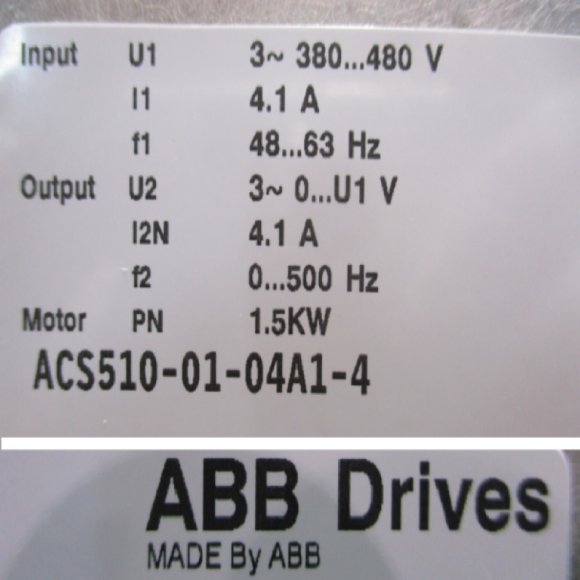 Input U1 3~ 380...480 V
I1 4.1 A
f1 48...63 Hz
Output U2 3~ 0...U1 V
I2N 4.1 A
f2 0...500 Hz
Motor PN 1.5KW
ACS510-01-04A1-4
ABB Drives
MADE By ABB